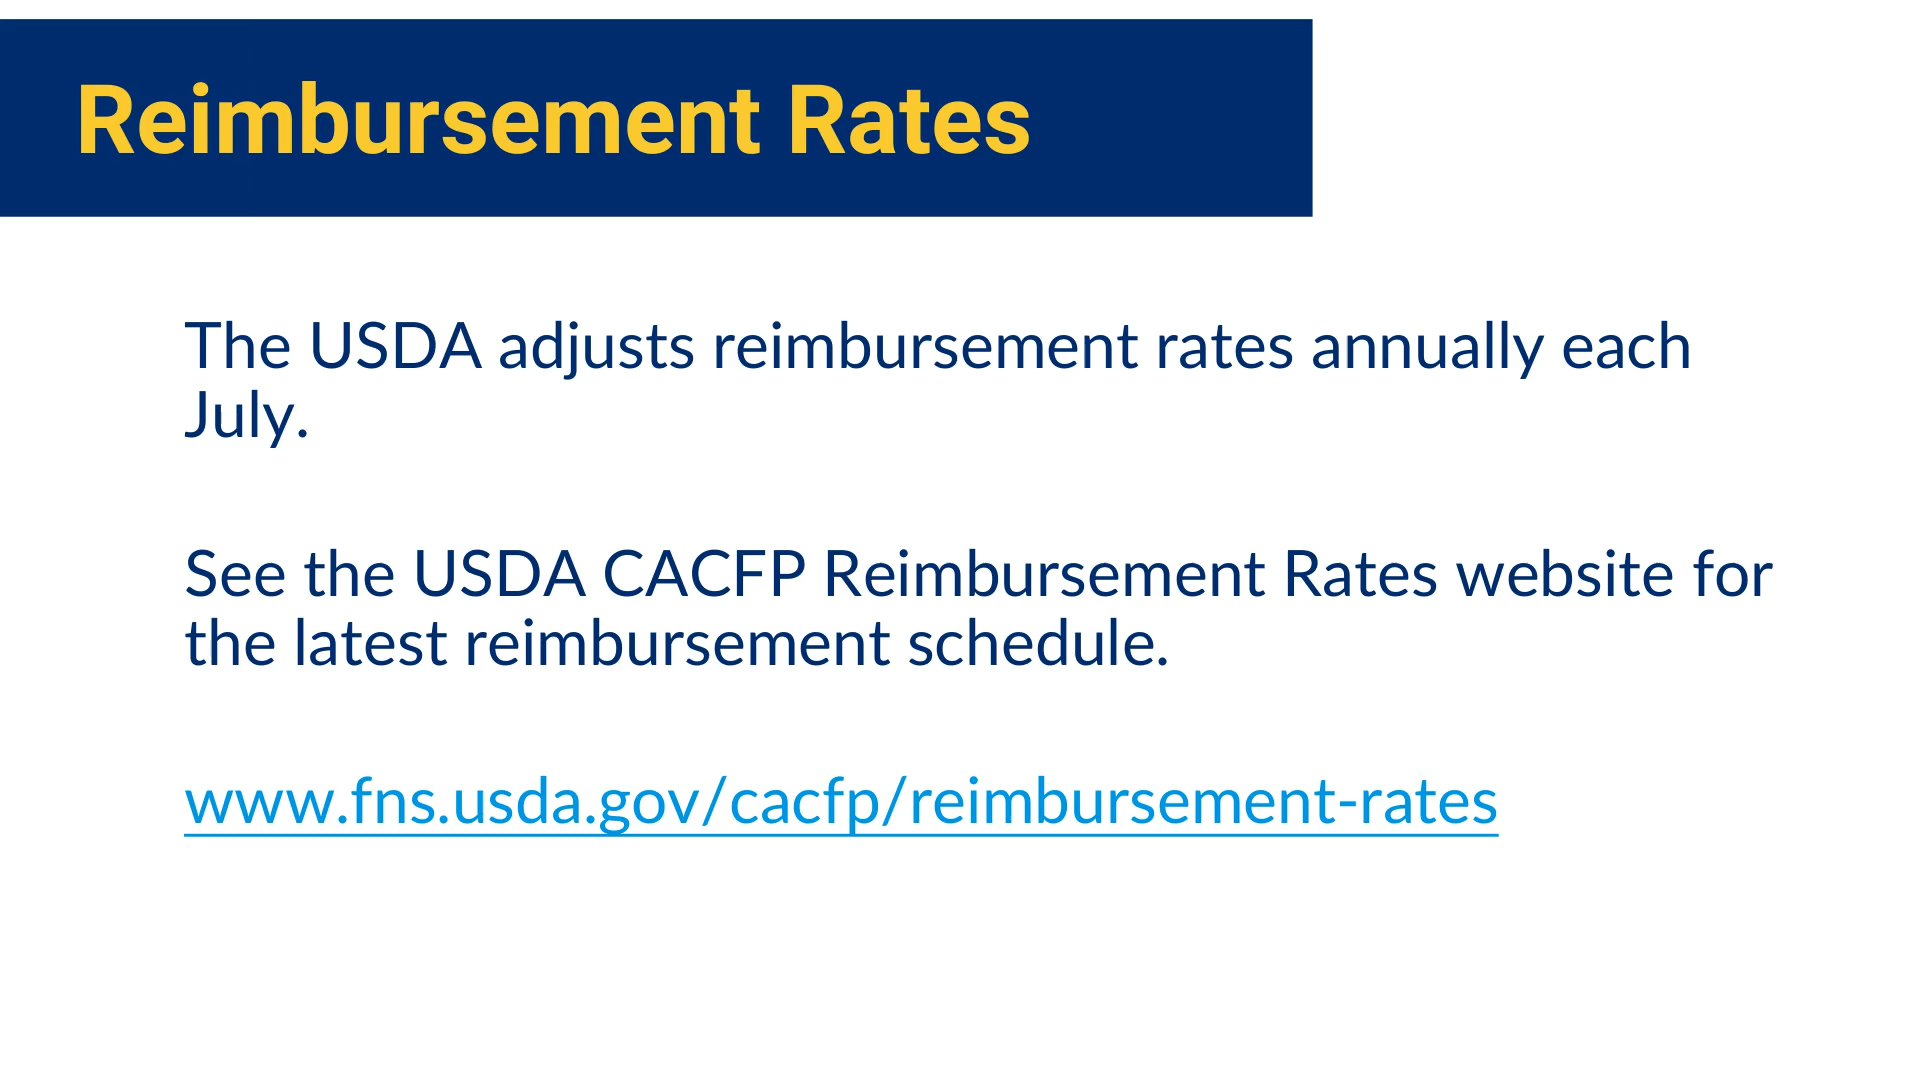 Reimbursement Rates
The USDA adjusts reimbursement rates annually each
July.
See the USDA CACFP Reimbursement Rates website for
the latest reimbursement schedule.
www.fns.usda.gov/cacfp/reimbursement-rates